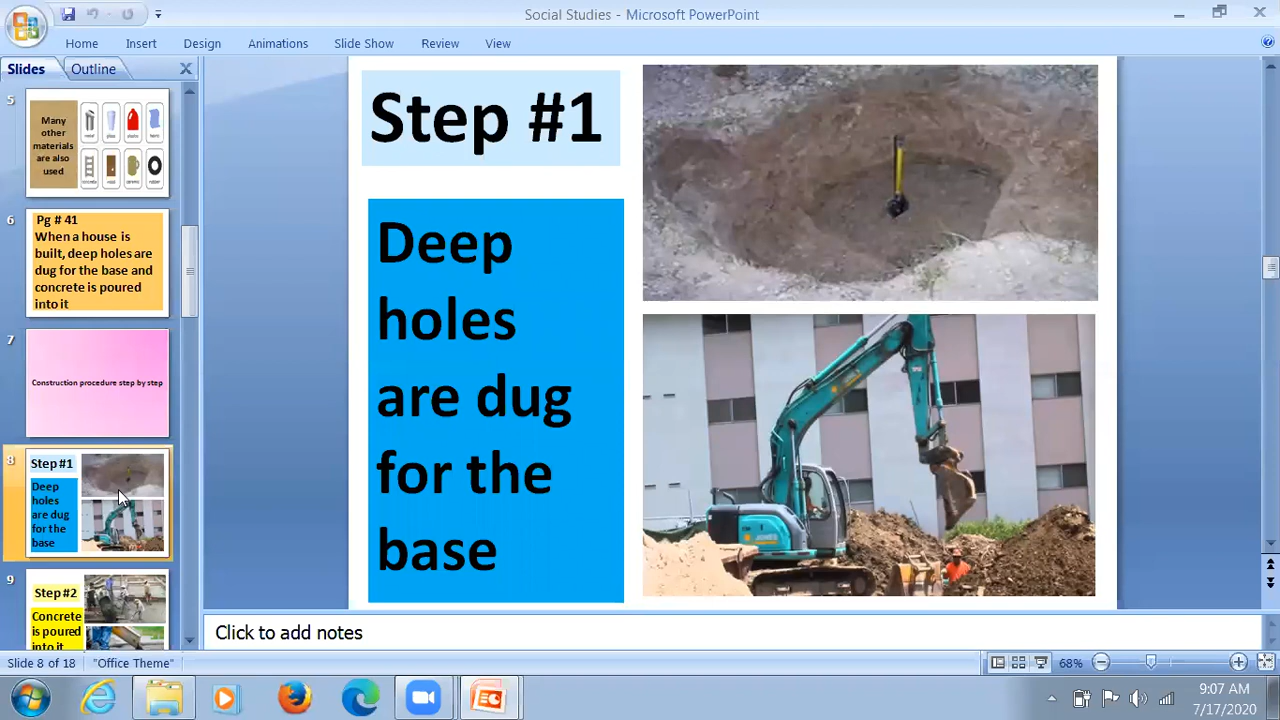 Social Studies - Microsoft PowerPoint
Home Insert Design Animations Slide Show Review View
Slides Outline
5
Many
other
materials
are also
used
6
Pg # 41
When a house is
built, deep holes are
dug for the base and
concrete is poured
into it
7
Construction procedure step by step
8
Step #1
Deep
holes
are dug
for the
base
9
Step #2
Concrete
is poured
into it
Step #1
Deep
holes
are dug
for the
base
Click to add notes
Slide 8 of 18 "Office Theme" 68%
9:07 AM
7/17/2020